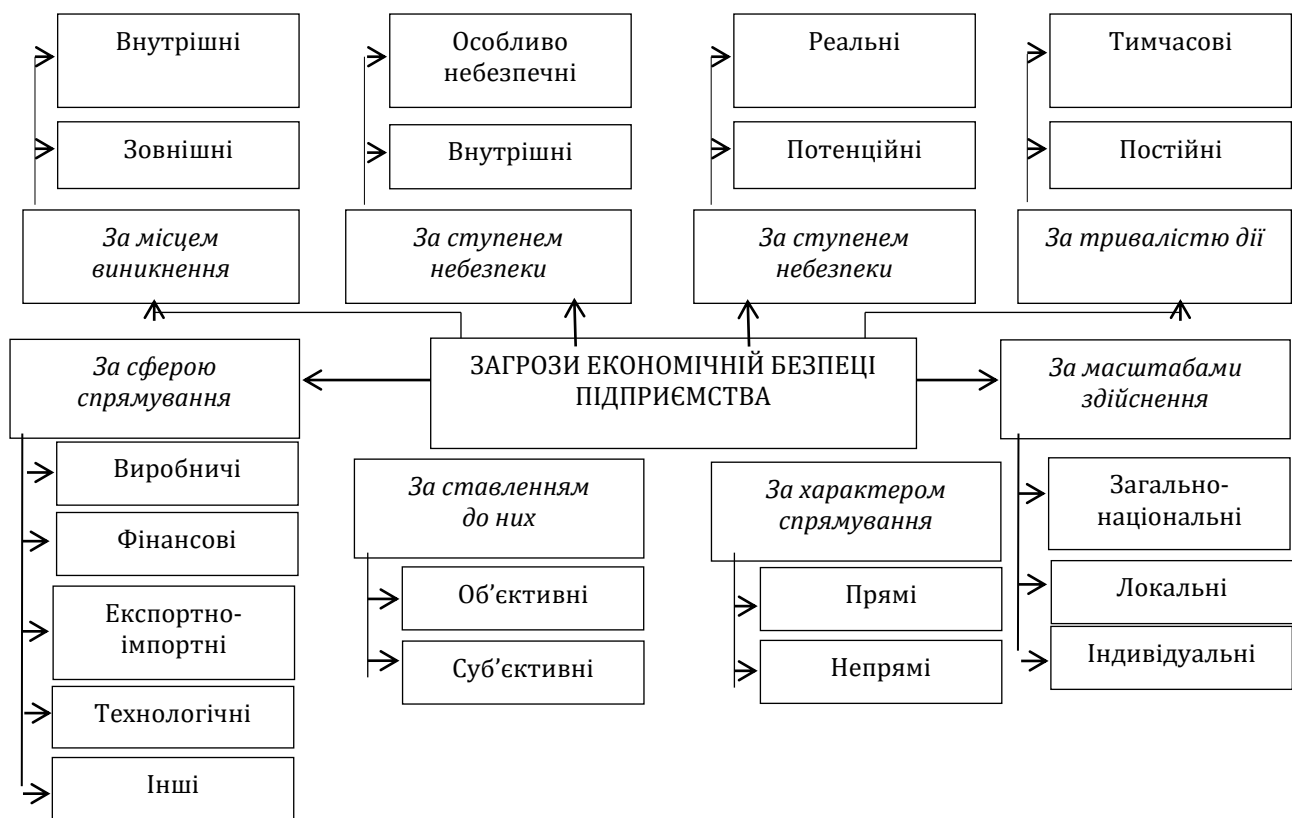 Внутрішні
Особливо
небезпечні
Реальні
Тимчасові
Зовнішні
Внутрішні
Потенційні
Постійні
За місцем
виникнення
За ступенем
небезпеки
За ступенем
небезпеки
За тривалістю дії
За сферою
спрямування
ЗАГРОЗИ ЕКОНОМІЧНІЙ БЕЗПЕЦІ
ПІДПРИЄМСТВА
За масштабами
здійснення
Виробничі
Фінансові
Експортно-
імпортні
Технологічні
Інші
За ставленням
до них
Об’єктивні
Суб’єктивні
За характером
спрямування
Прямі
Непрямі
Загально-
національні
Локальні
Індивідуальні